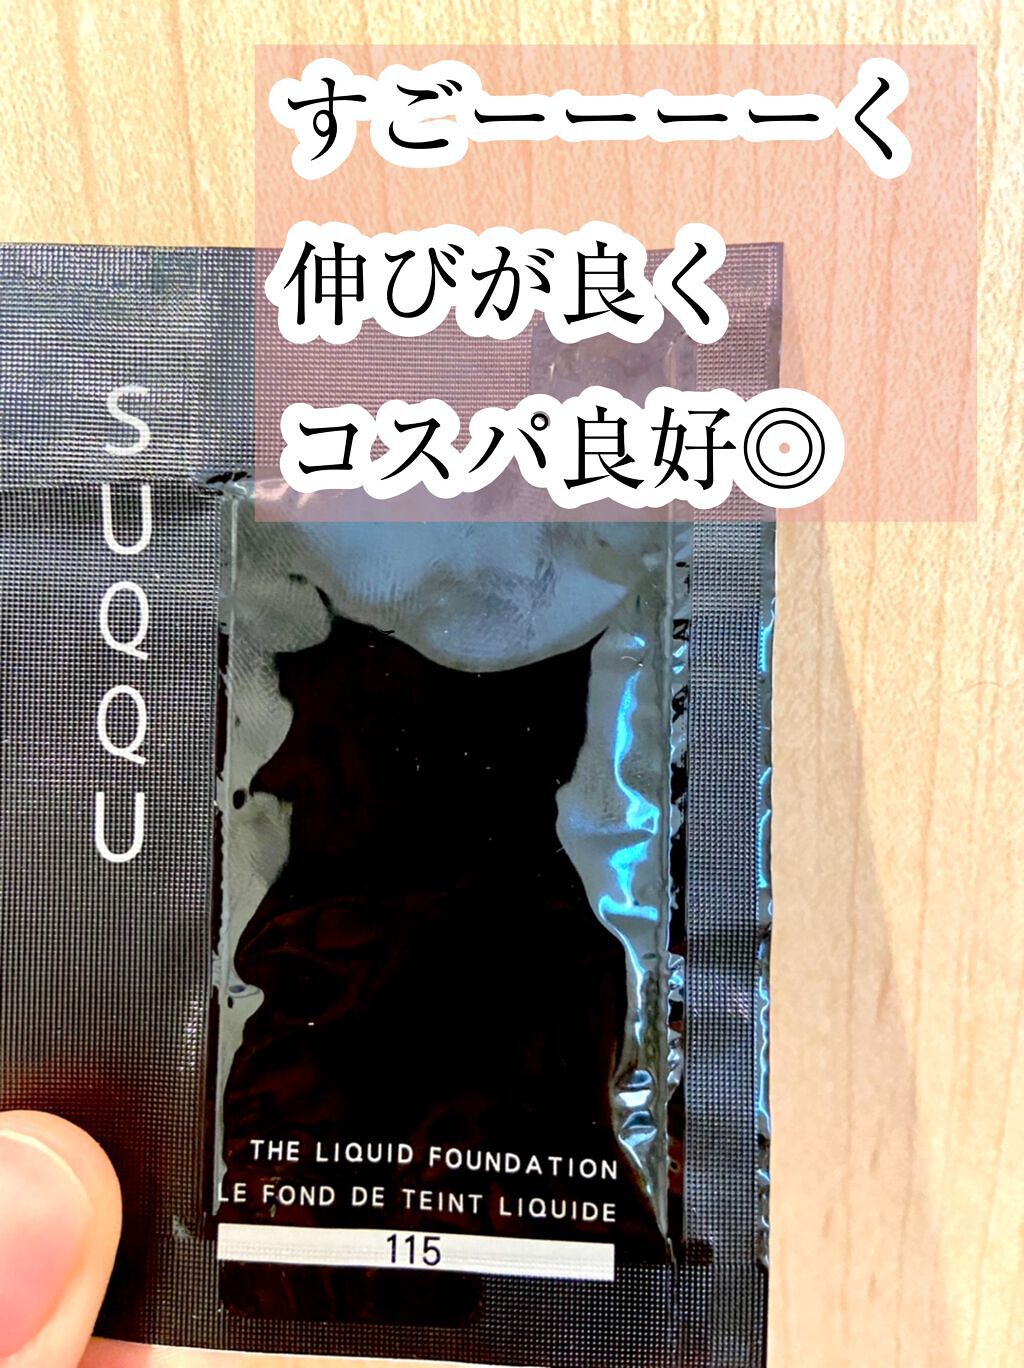 すごーーーーく
伸びが良く
コスパ良好◎
SUQQU
THE LIQUID FOUNDATION
LE FOND DE TEINT LIQUIDE
115